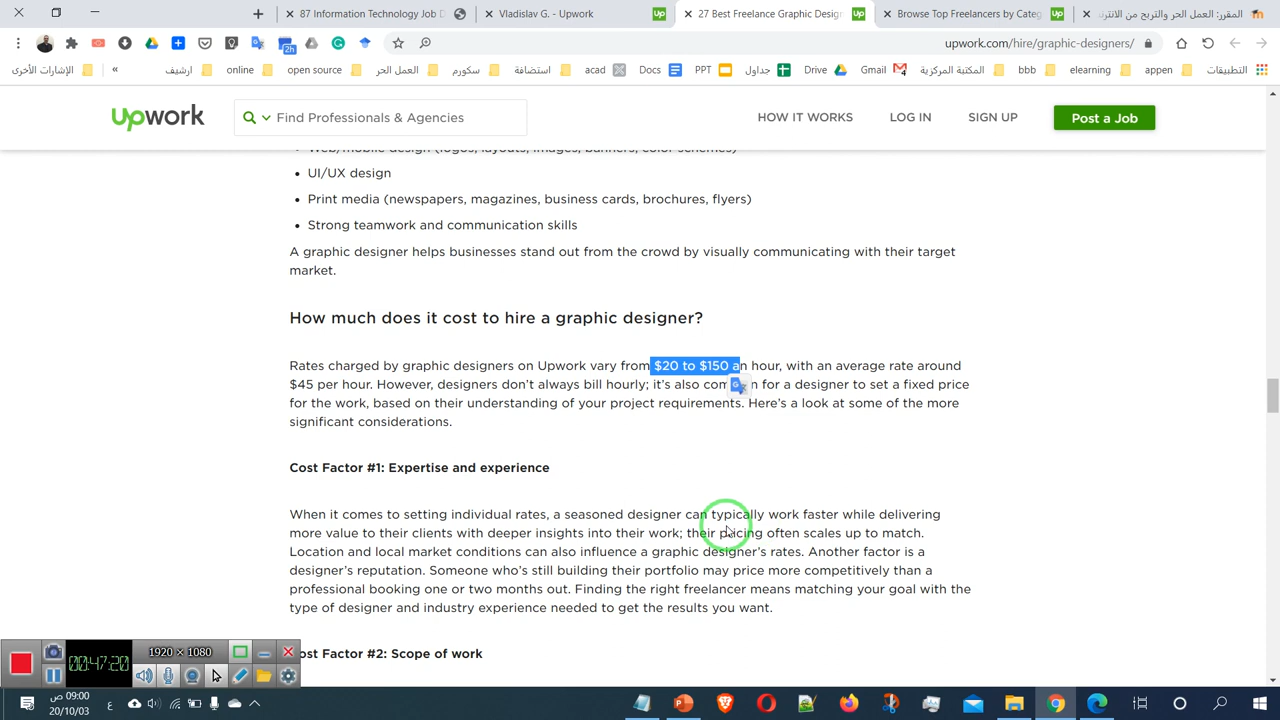 87 Information Technology Job D
Vladislav G. - Upwork
27 Best Freelance Graphic Desig
Browse Top Freelancers by Categ
المقرر: العمل الحر والتربح من الانتر
upwork.com/hire/graphic-designers/
2h
الإشارات الأخرى
»
ارشيف
online
open source
العمل الحر
سكورم
استضافة
acad
Docs
PPT
جداول
Drive
Gmail
المكتبة المركزية
bbb
elearning
appen
التطبيقات
upwork
Find Professionals & Agencies
HOW IT WORKS
LOG IN
SIGN UP
Post a Job
Web/mobile design (logos, layouts, images, banners, color schemes)
• UI/UX design
• Print media (newspapers, magazines, business cards, brochures, flyers)
• Strong teamwork and communication skills
A graphic designer helps businesses stand out from the crowd by visually communicating with their target
market.
How much does it cost to hire a graphic designer?
Rates charged by graphic designers on Upwork vary from $20 to $150 an hour, with an average rate around
$45 per hour. However, designers don't always bill hourly; it's also common for a designer to set a fixed price
for the work, based on their understanding of your project requirements. Here's a look at some of the more
significant considerations.
Cost Factor #1: Expertise and experience
When it comes to setting individual rates, a seasoned designer can typically work faster while delivering
more value to their clients with deeper insights into their work; their pricing often scales up to match.
Location and local market conditions can also influence a graphic designer's rates. Another factor is a
designer's reputation. Someone who's still building their portfolio may price more competitively than a
professional booking one or two months out. Finding the right freelancer means matching your goal with the
type of designer and industry experience needed to get the results you want.
Cost Factor #2: Scope of work
00:47:20
1920 × 1080
09:00 ص
20/10/03
ع